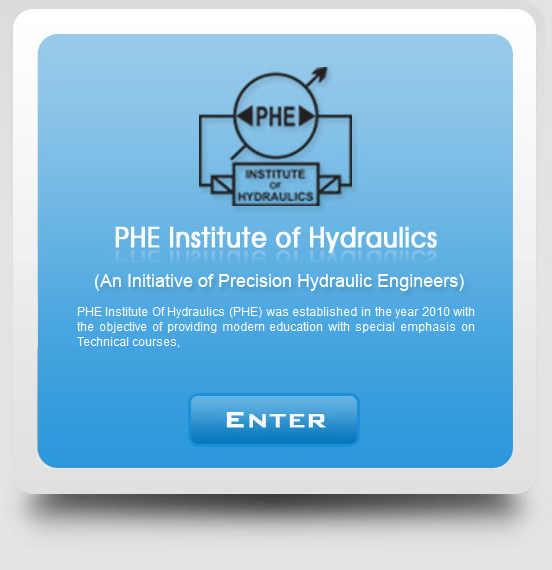 PHE
INSTITUTE
OF
HYDRAULICS
PHE Institute of Hydraulics
(An Initiative of Precision Hydraulic Engineers)
PHE Institute Of Hydraulics (PHE) was established in the year 2010 with
the objective of providing modern education with special emphasis on
Technical courses,
ENTER